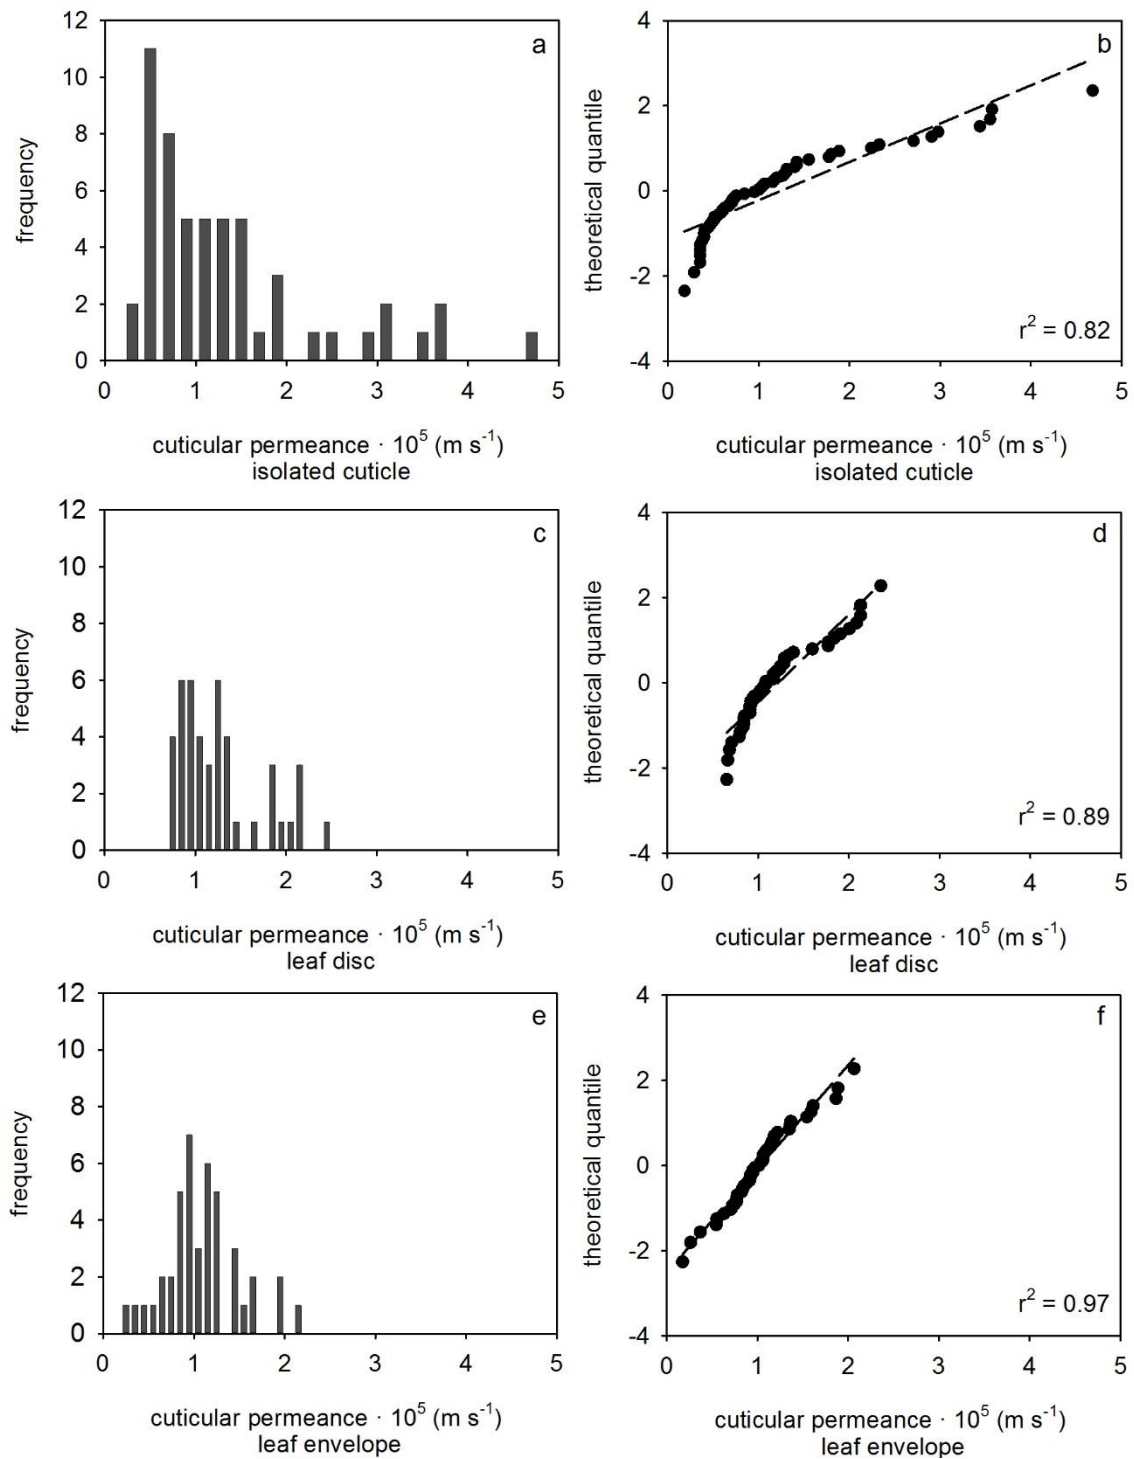 a
12
10
8
6
4
2
0
frequency
0 1 2 3 4 5
cuticular permeance · 10⁵ (m s⁻¹)
isolated cuticle
b
4
2
0
-2
-4
theoretical quantile
r² = 0.82
0 1 2 3 4 5
cuticular permeance · 10⁵ (m s⁻¹)
isolated cuticle
c
12
10
8
6
4
2
0
frequency
0 1 2 3 4 5
cuticular permeance · 10⁵ (m s⁻¹)
leaf disc
d
4
2
0
-2
-4
theoretical quantile
r² = 0.89
0 1 2 3 4 5
cuticular permeance · 10⁵ (m s⁻¹)
leaf disc
e
12
10
8
6
4
2
0
frequency
0 1 2 3 4 5
cuticular permeance · 10⁵ (m s⁻¹)
leaf envelope
f
4
2
0
-2
-4
theoretical quantile
r² = 0.97
0 1 2 3 4 5
cuticular permeance · 10⁵ (m s⁻¹)
leaf envelope